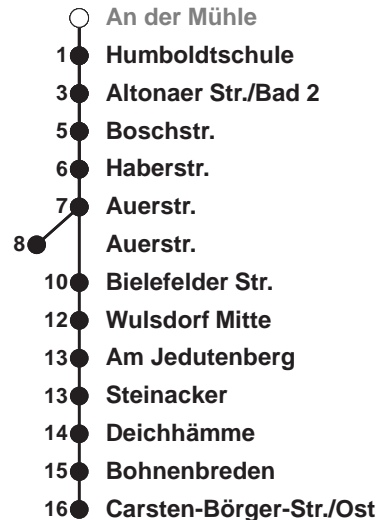 An der Mühle
1 Humboldtschule
3 Altonaer Str./Bad 2
5 Boschstr.
6 Haberstr.
7 Auerstr.
8 Auerstr.
10 Bielefelder Str.
12 Wulsdorf Mitte
13 Am Jedutenberg
13 Steinacker
14 Deichhämme
15 Bohnenbreden
16 Carsten-Börger-Str./Ost